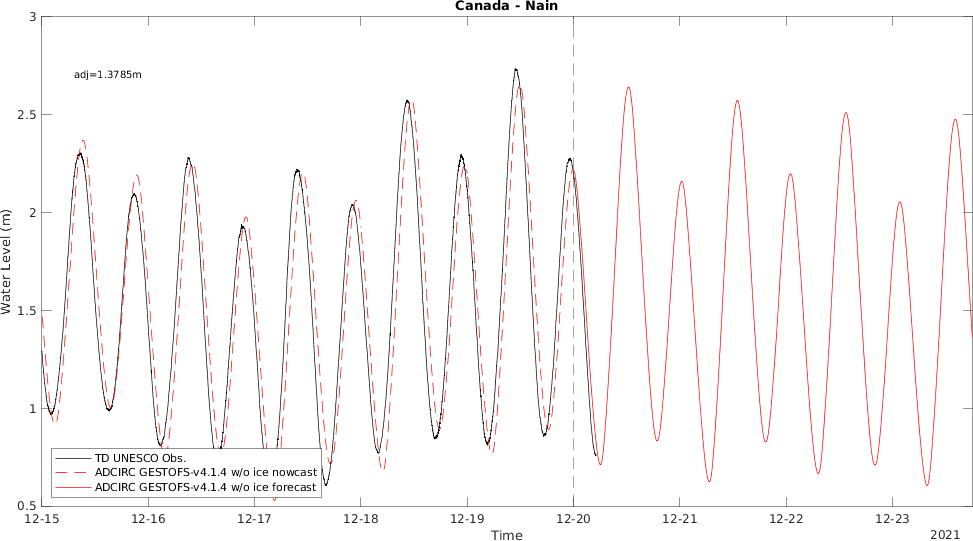 Canada - Nain
3
adj=1.3785m
2.5
2
1.5
1
0.5
Water Level (m)
TD UNESCO Obs.
ADCIRC GESTOFS-v4.1.4 w/o ice nowcast
ADCIRC GESTOFS-v4.1.4 w/o ice forecast
12-15 12-16 12-17 12-18 12-19 12-20 12-21 12-22 12-23
Time
2021